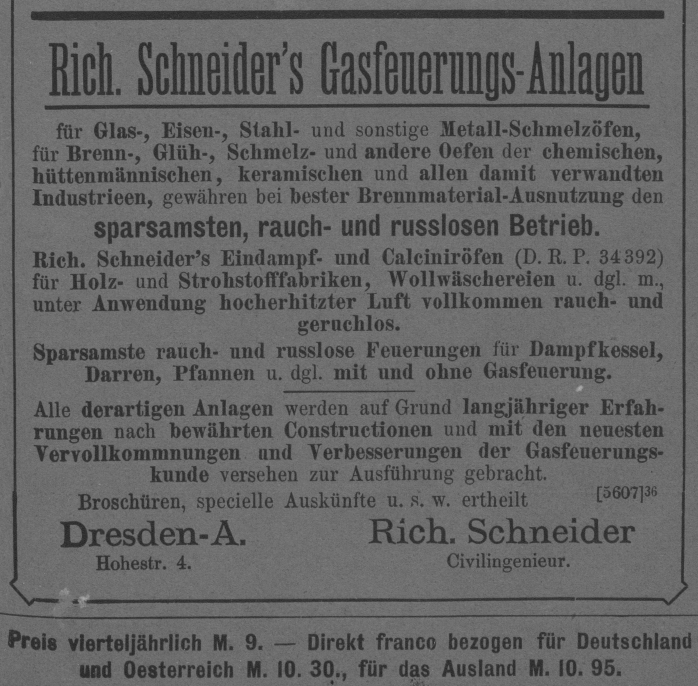 Rich. Schneider's Gasfeuerungs-Anlagen
für Glas-, Eisen-, Stahl- und sonstige Metall-Schmelzöfen,
für Brenn-, Glüh-, Schmelz- und andere Oefen der chemischen,
hüttenmännischen, keramischen und allen damit verwandten
Industrieen, gewähren bei bester Brennmaterial-Ausnutzung den
sparsamsten, rauch- und russlosen Betrieb.
Rich. Schneider's Eindampf- und Calciniröfen (D. R. P. 34392)
für Holz- und Strohstofffabriken, Wollwäschereien u. dgl. m.,
unter Anwendung hocherhitzter Luft vollkommen rauch- und
geruchlos.
Sparsamste rauch- und russlose Feuerungen für Dampfkessel,
Darren, Pfannen u. dgl. mit und ohne Gasfeuerung.
Alle derartigen Anlagen werden auf Grund langjähriger Erfah-
rungen nach bewährten Constructionen und mit den neuesten
Vervollkommnungen und Verbesserungen der Gasfeuerungs-
kunde versehen zur Ausführung gebracht.
Broschüren, specielle Auskünfte u. s. w. ertheilt [5607]36
Dresden-A. Rich. Schneider
Hohestr. 4. Civilingenieur.
Preis vierteljährlich M. 9. — Direkt franco bezogen für Deutschland
und Oesterreich M. 10. 30., für das Ausland M. 10. 95.